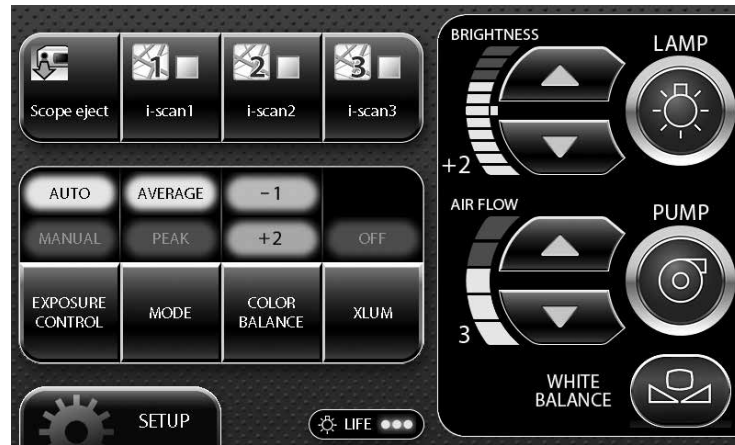 Scope eject
1
i-scan1
2
i-scan2
3
i-scan3
AUTO
MANUAL
EXPOSURE
CONTROL
AVERAGE
PEAK
MODE
-1
+2
COLOR
BALANCE
OFF
XLUM
SETUP
LIFE
BRIGHTNESS
+2
LAMP
AIR FLOW
3
PUMP
WHITE
BALANCE